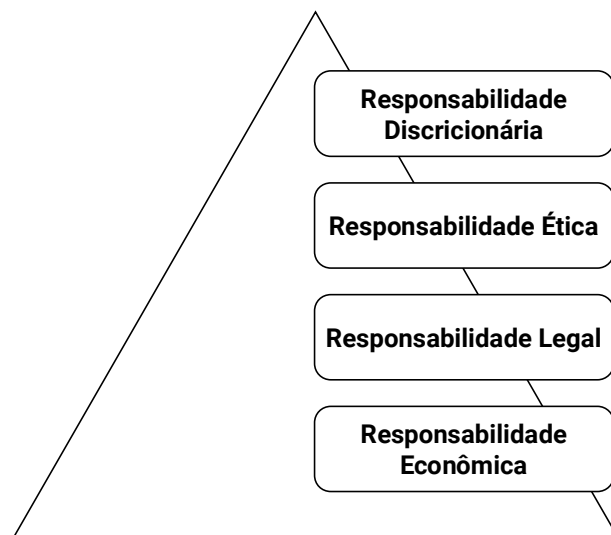 Responsabilidade
Discricionária
Responsabilidade Ética
Responsabilidade Legal
Responsabilidade
Econômica